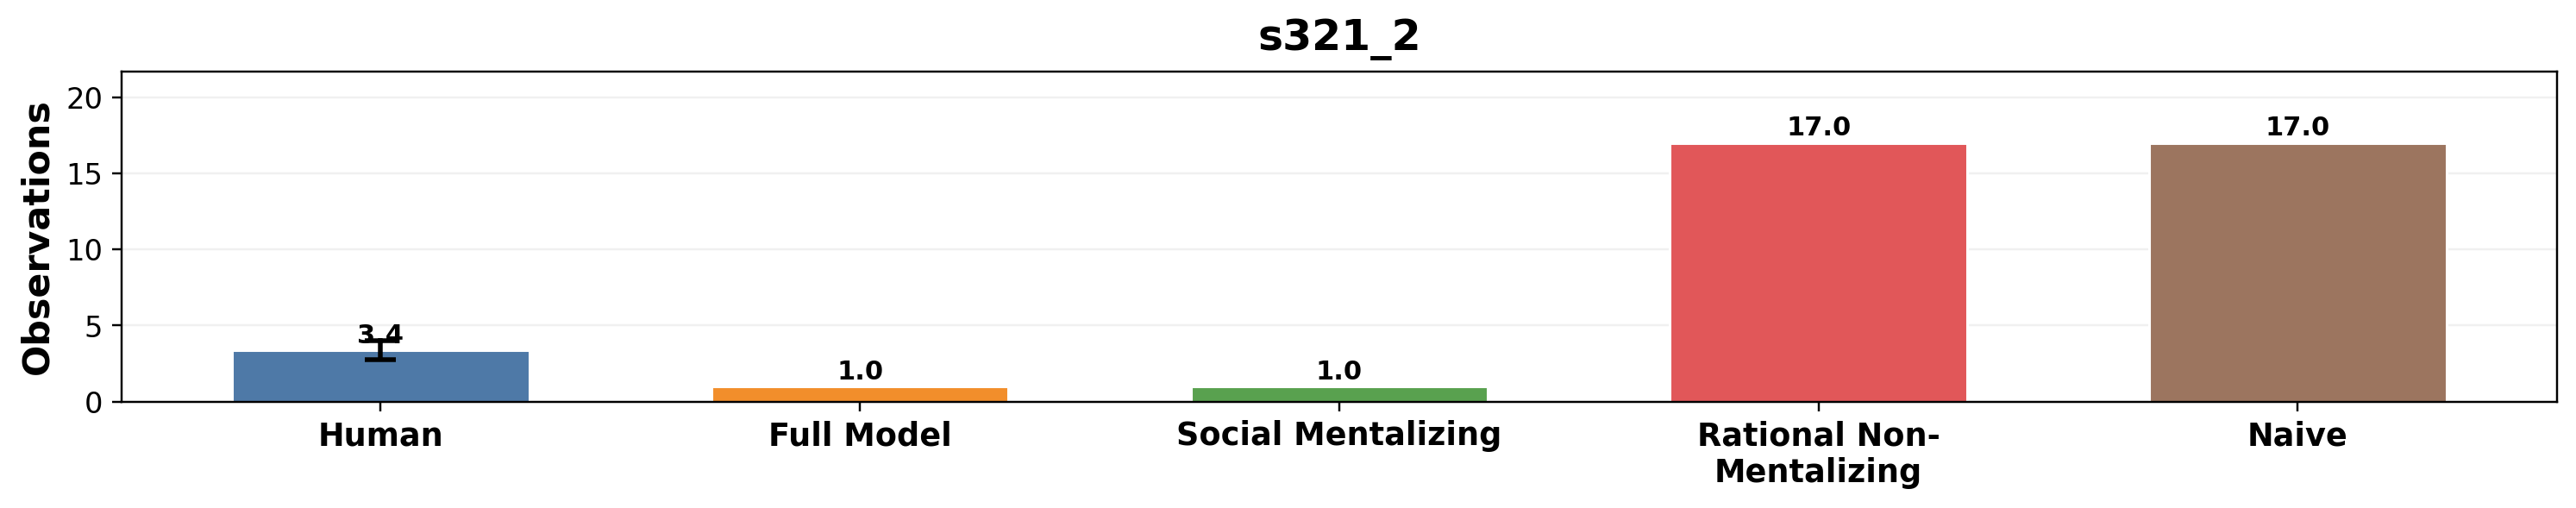 s321_2
Observations
20
15
10
5
0
3.4
1.0
1.0
17.0
17.0
Human
Full Model
Social Mentalizing
Rational Non-
Mentalizing
Naive